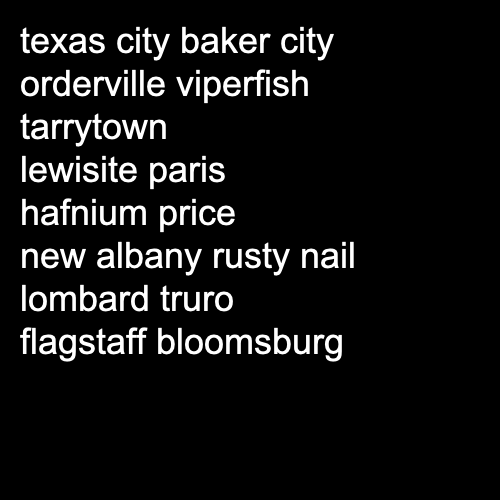 texas city baker city
orderville viperfish
tarrytown
lewisite paris
hafnium price
new albany rusty nail
lombard truro
flagstaff bloomsburg